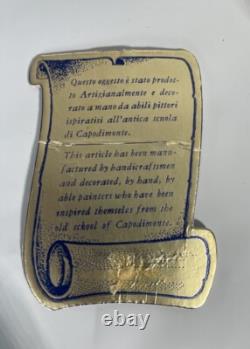 Questo oggetto è stato prodot-
to Artigianalmente e deco-
rato a mano da abili pittori
ispiratisi all'antica scuola
di Capodimonte.
This article has been manu-
factured by handicraftsmen
and decorated, by hand, by
able painters who have been
inspired themseles from the
old school of Capodimonte.